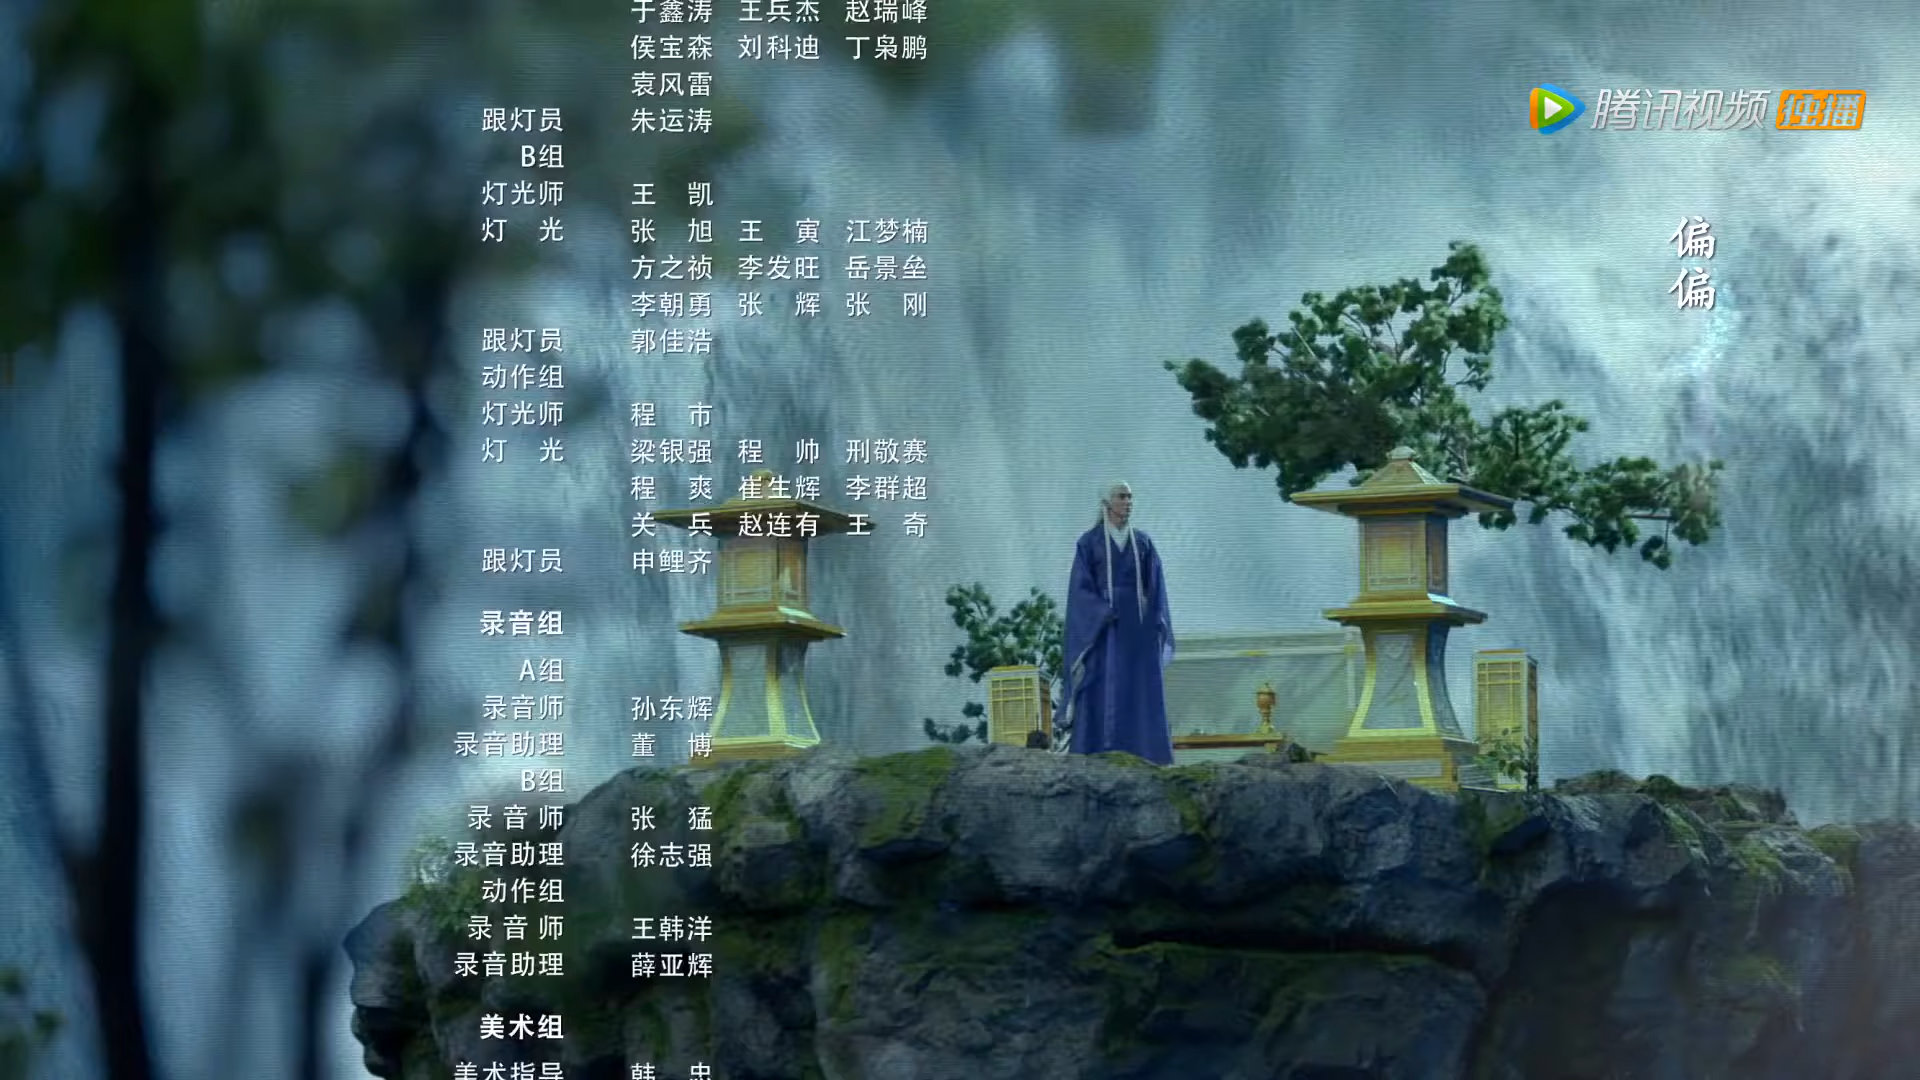 于鑫涛 王兵杰 赵瑞峰
侯宝森 刘科迪 丁枭鹏
袁风雷
跟灯员 朱运涛
B组
灯光师 王 凯
灯 光 张 旭 王 寅 江梦楠
方之祯 李发旺 岳景垒
李朝勇 张 辉 张 刚
跟灯员 郭佳浩
动作组
灯光师 程 市
灯 光 梁银强 程 帅 刑敬赛
程 爽 崔生辉 李群超
关 兵 赵连有 王 奇
跟灯员 申鲤齐
录音组
A组
录音师 孙东辉
录音助理 董 博
B组
录音师 张 猛
录音助理 徐志强
动作组
录音师 王韩洋
录音助理 薛亚辉
美术组
美术指导 韩 忠
腾讯视频 独播
偏偏